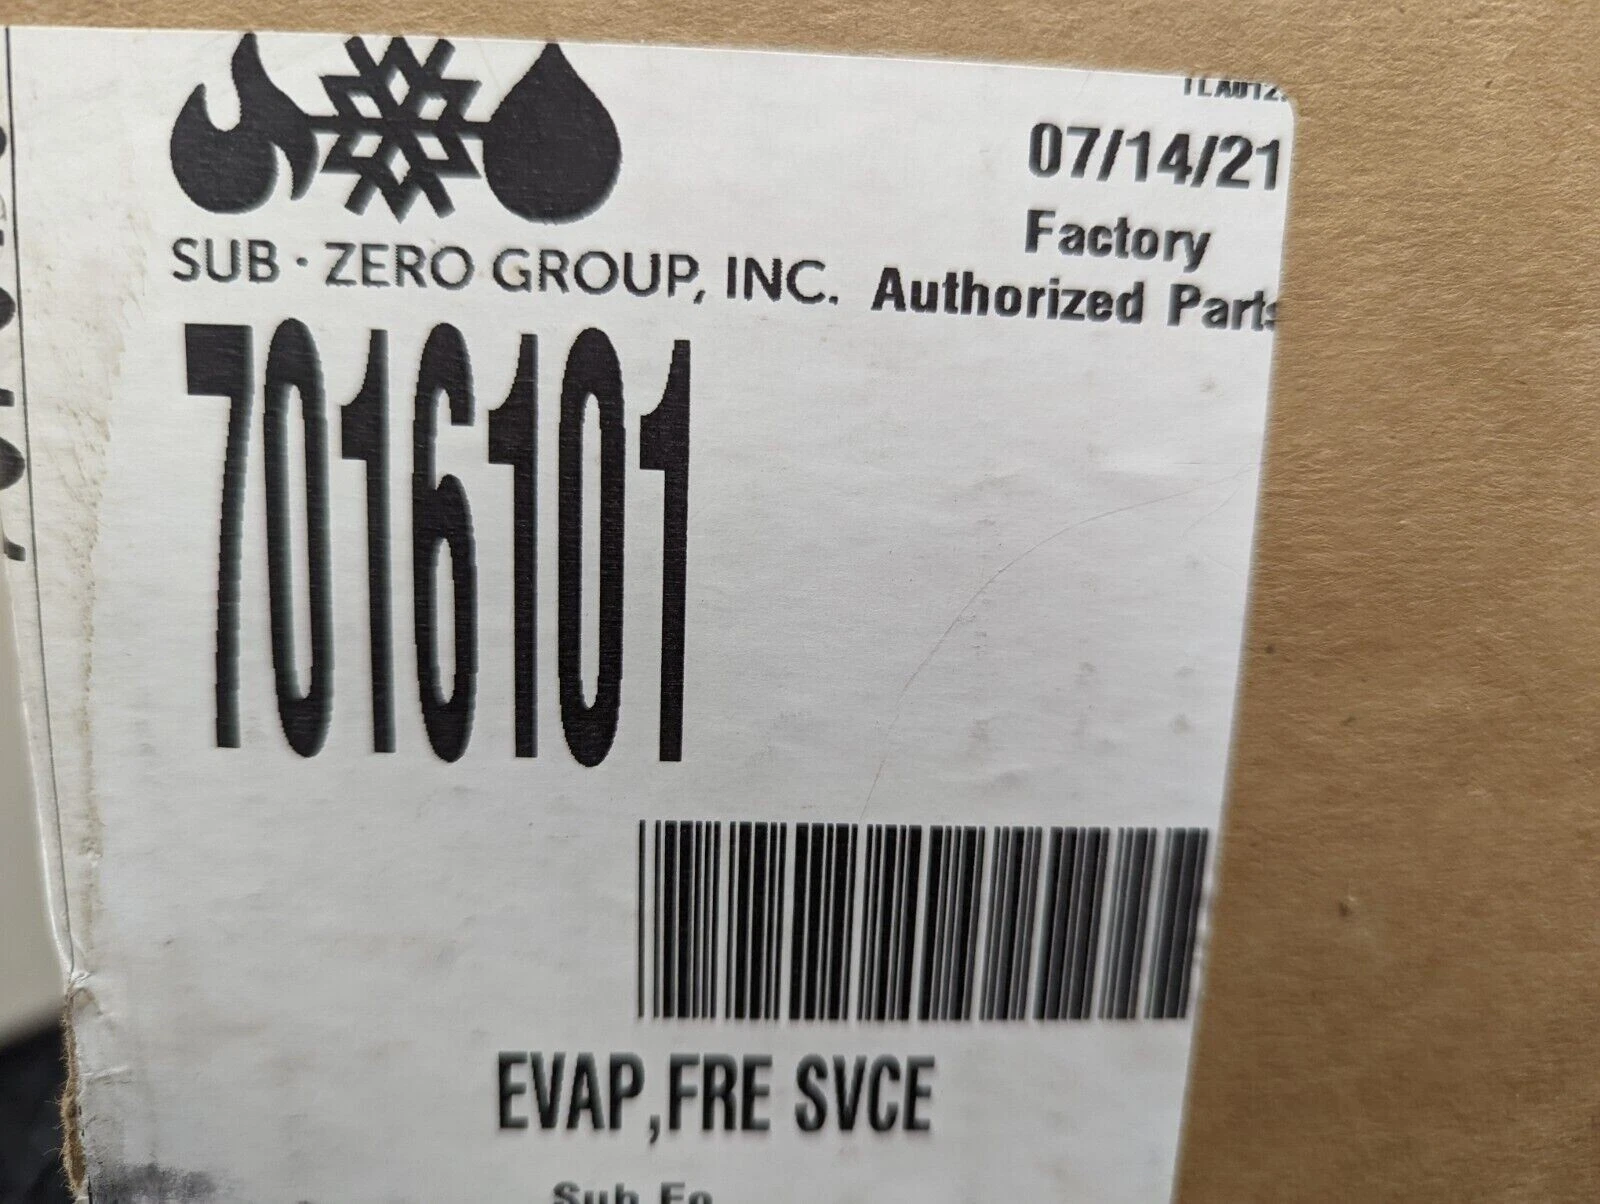 07/14/21
Factory
SUB · ZERO GROUP, INC. Authorized Parts
7016101
EVAP,FRE SVCE